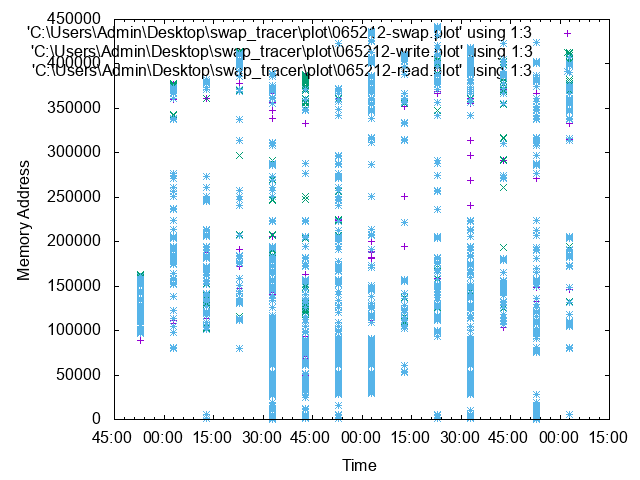 450000
'C:\Users\Admin\Desktop\swap_tracer\plot\065212-swap.plot' using 1:3
'C:\Users\Admin\Desktop\swap_tracer\plot\065212-write.plot' using 1:3
400000
'C:\Users\Admin\Desktop\swap_tracer\plot\065212-read.plot' using 1:3
350000
300000
250000
200000
150000
100000
50000
0
Memory Address
45:00 00:00 15:00 30:00 45:00 00:00 15:00 30:00 45:00 00:00 15:00
Time